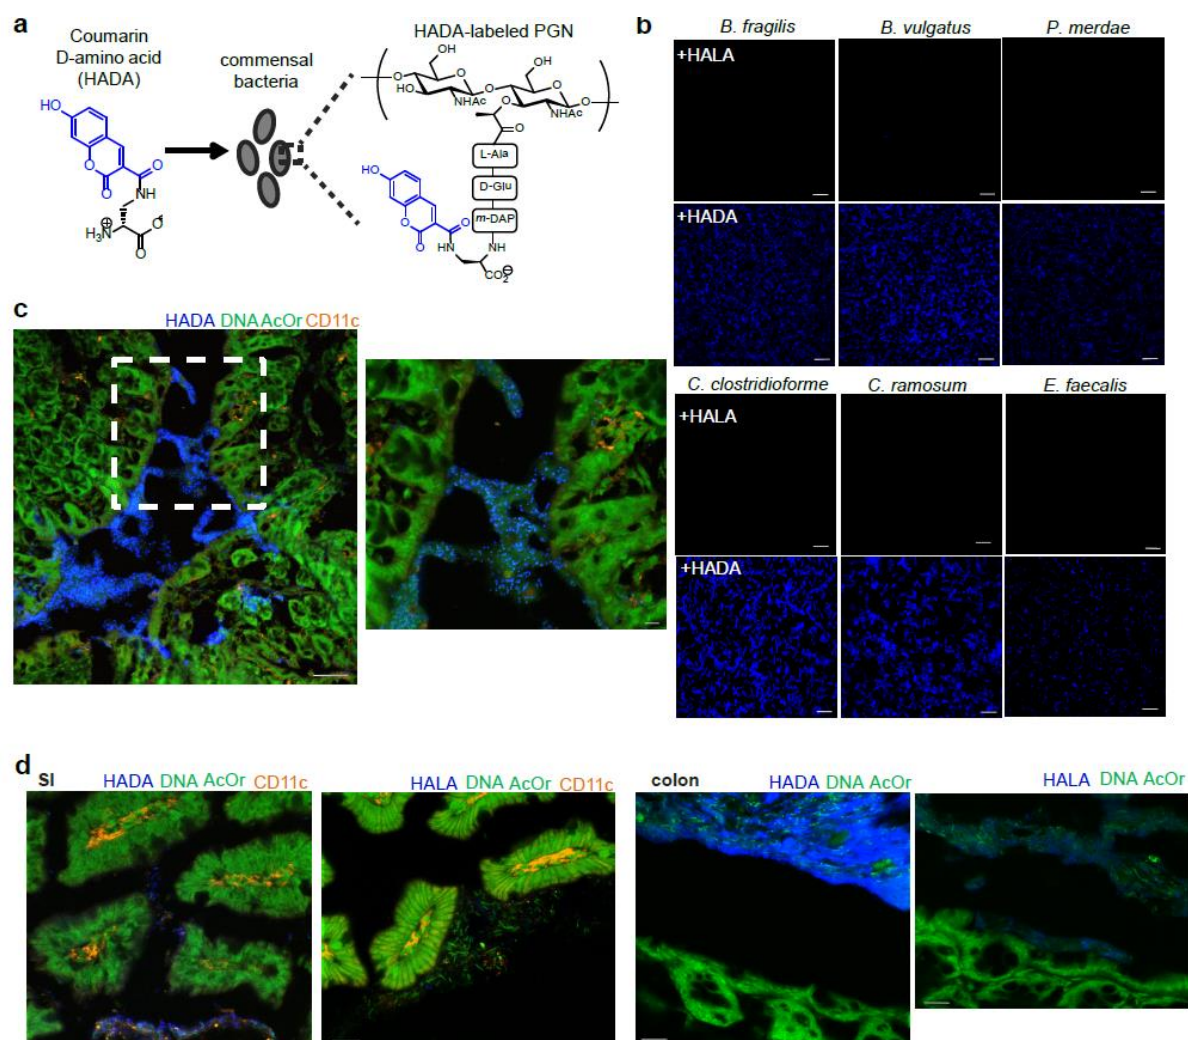 a
Coumarin
D-amino acid
(HADA)
commensal
bacteria
HADA-labeled PGN
HO
O
O
O
O
NH
H3N
⊕
O
O
OH
O
O
HO
NHAc
OH
O
O
O
NHAc
O
L-Ala
D-Glu
m-DAP
HO
O
O
O
NH
NH
CO2⊖
b
B. fragilis B. vulgatus P. merdae
+HALA
+HADA
C. clostridioforme C. ramosum E. faecalis
+HALA
+HADA
c
HADA DNA AcOr CD11c
d
SI
HADA DNA AcOr CD11c
HALA DNA AcOr CD11c
colon
HADA DNA AcOr
HALA DNA AcOr